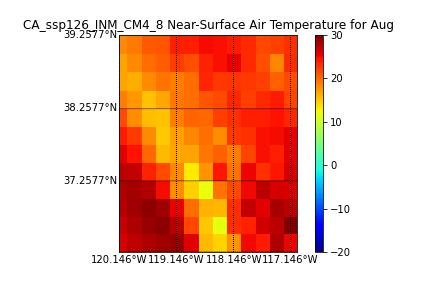 CA_ssp126_INM_CM4_8 Near-Surface Air Temperature for Aug
39.2577°N
38.2577°N
37.2577°N
120.146°W 119.146°W 118.146°W 117.146°W
30
20
10
0
−10
−20